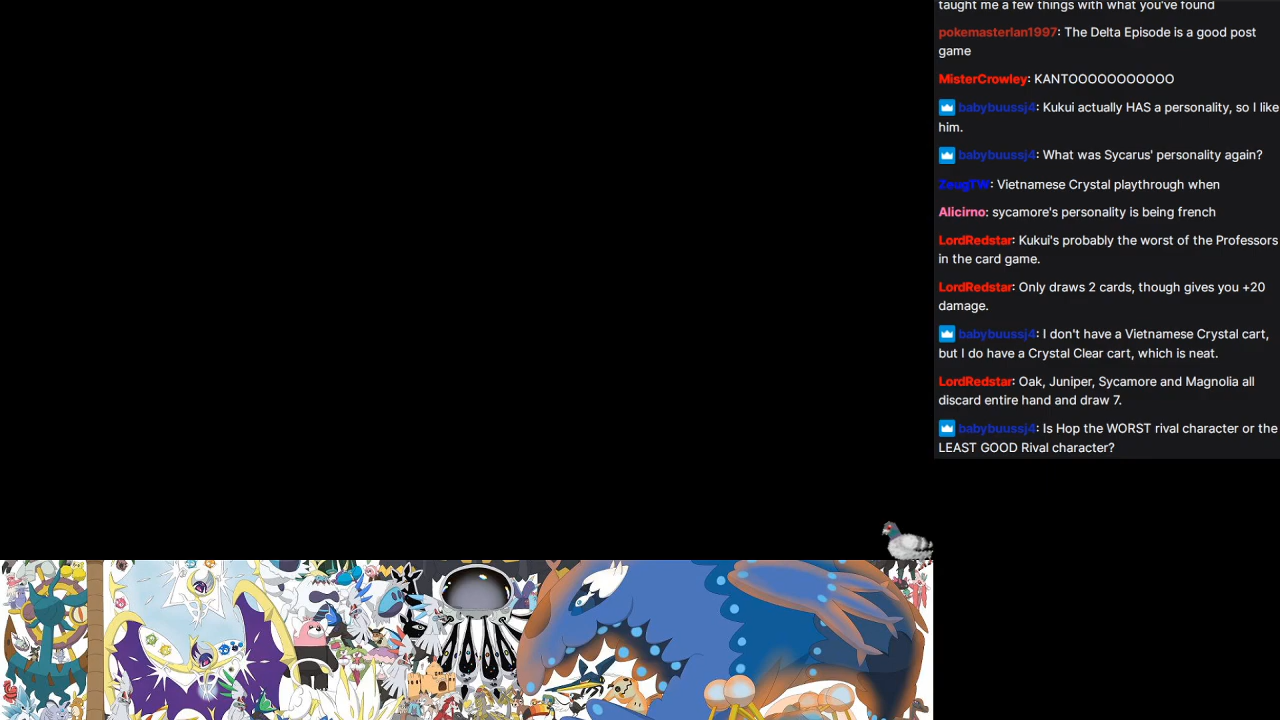 taught me a few things with what you've found
pokemasterlan1997: The Delta Episode is a good post
game
MisterCrowley: KANTOOOOOOOOOOO
babybuussj4: Kukui actually HAS a personality, so I like
him.
babybuussj4: What was Sycarus' personality again?
ZeugTW: Vietnamese Crystal playthrough when
Alicirno: sycamore's personality is being french
LordRedstar: Kukui's probably the worst of the Professors
in the card game.
LordRedstar: Only draws 2 cards, though gives you +20
damage.
babybuussj4: I don't have a Vietnamese Crystal cart,
but I do have a Crystal Clear cart, which is neat.
LordRedstar: Oak, Juniper, Sycamore and Magnolia all
discard entire hand and draw 7.
babybuussj4: Is Hop the WORST rival character or the
LEAST GOOD Rival character?